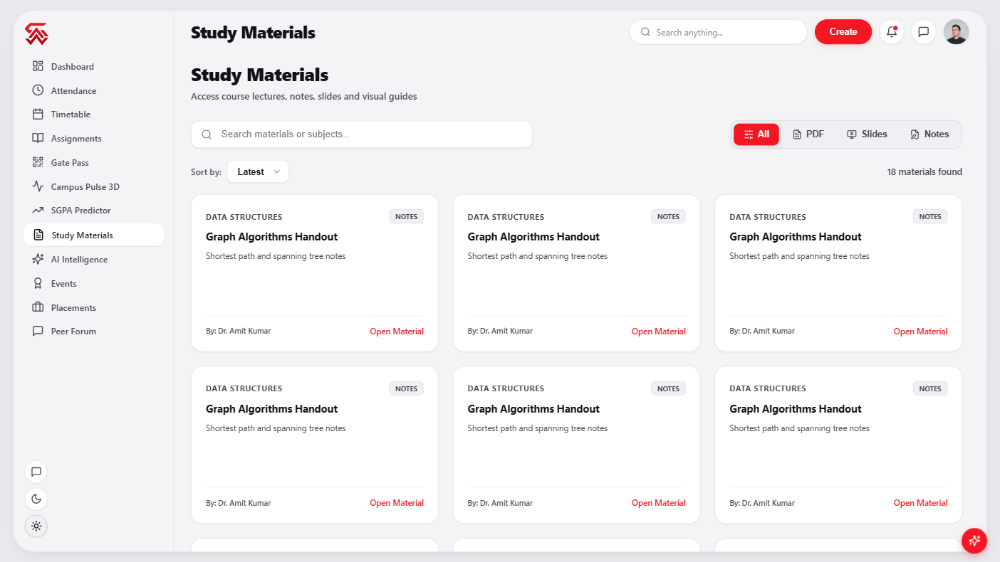 Study Materials
Search anything...
Create
Dashboard
Attendance
Timetable
Assignments
Gate Pass
Campus Pulse 3D
SGPA Predictor
Study Materials
AI Intelligence
Events
Placements
Peer Forum
Study Materials
Access course lectures, notes, slides and visual guides
Search materials or subjects...
All PDF Slides Notes
Sort by: Latest
18 materials found
DATA STRUCTURES NOTES
Graph Algorithms Handout
Shortest path and spanning tree notes
By: Dr. Amit Kumar Open Material
DATA STRUCTURES NOTES
Graph Algorithms Handout
Shortest path and spanning tree notes
By: Dr. Amit Kumar Open Material
DATA STRUCTURES NOTES
Graph Algorithms Handout
Shortest path and spanning tree notes
By: Dr. Amit Kumar Open Material
DATA STRUCTURES NOTES
Graph Algorithms Handout
Shortest path and spanning tree notes
By: Dr. Amit Kumar Open Material
DATA STRUCTURES NOTES
Graph Algorithms Handout
Shortest path and spanning tree notes
By: Dr. Amit Kumar Open Material
DATA STRUCTURES NOTES
Graph Algorithms Handout
Shortest path and spanning tree notes
By: Dr. Amit Kumar Open Material